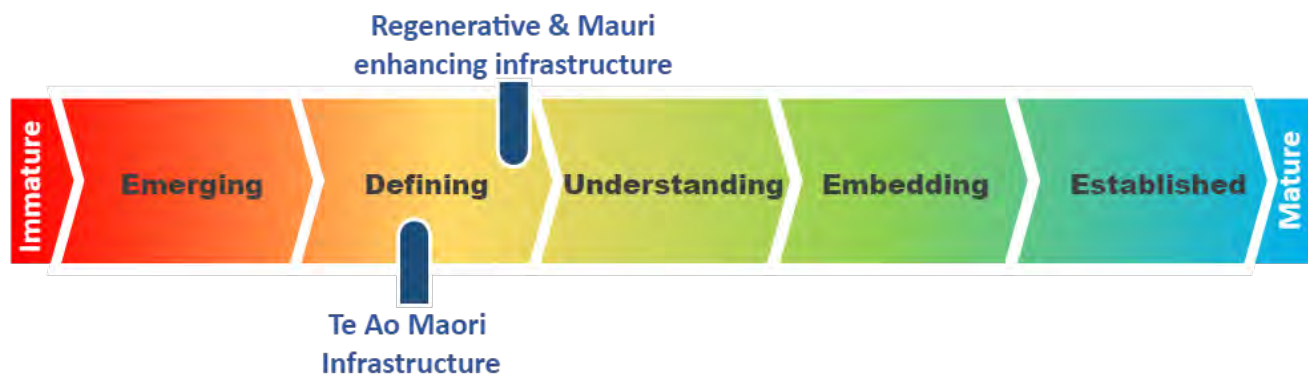 Regenerative & Mauri
enhancing infrastructure
Immature
Emerging
Defining
Understanding
Embedding
Established
Mature
Te Ao Maori
Infrastructure